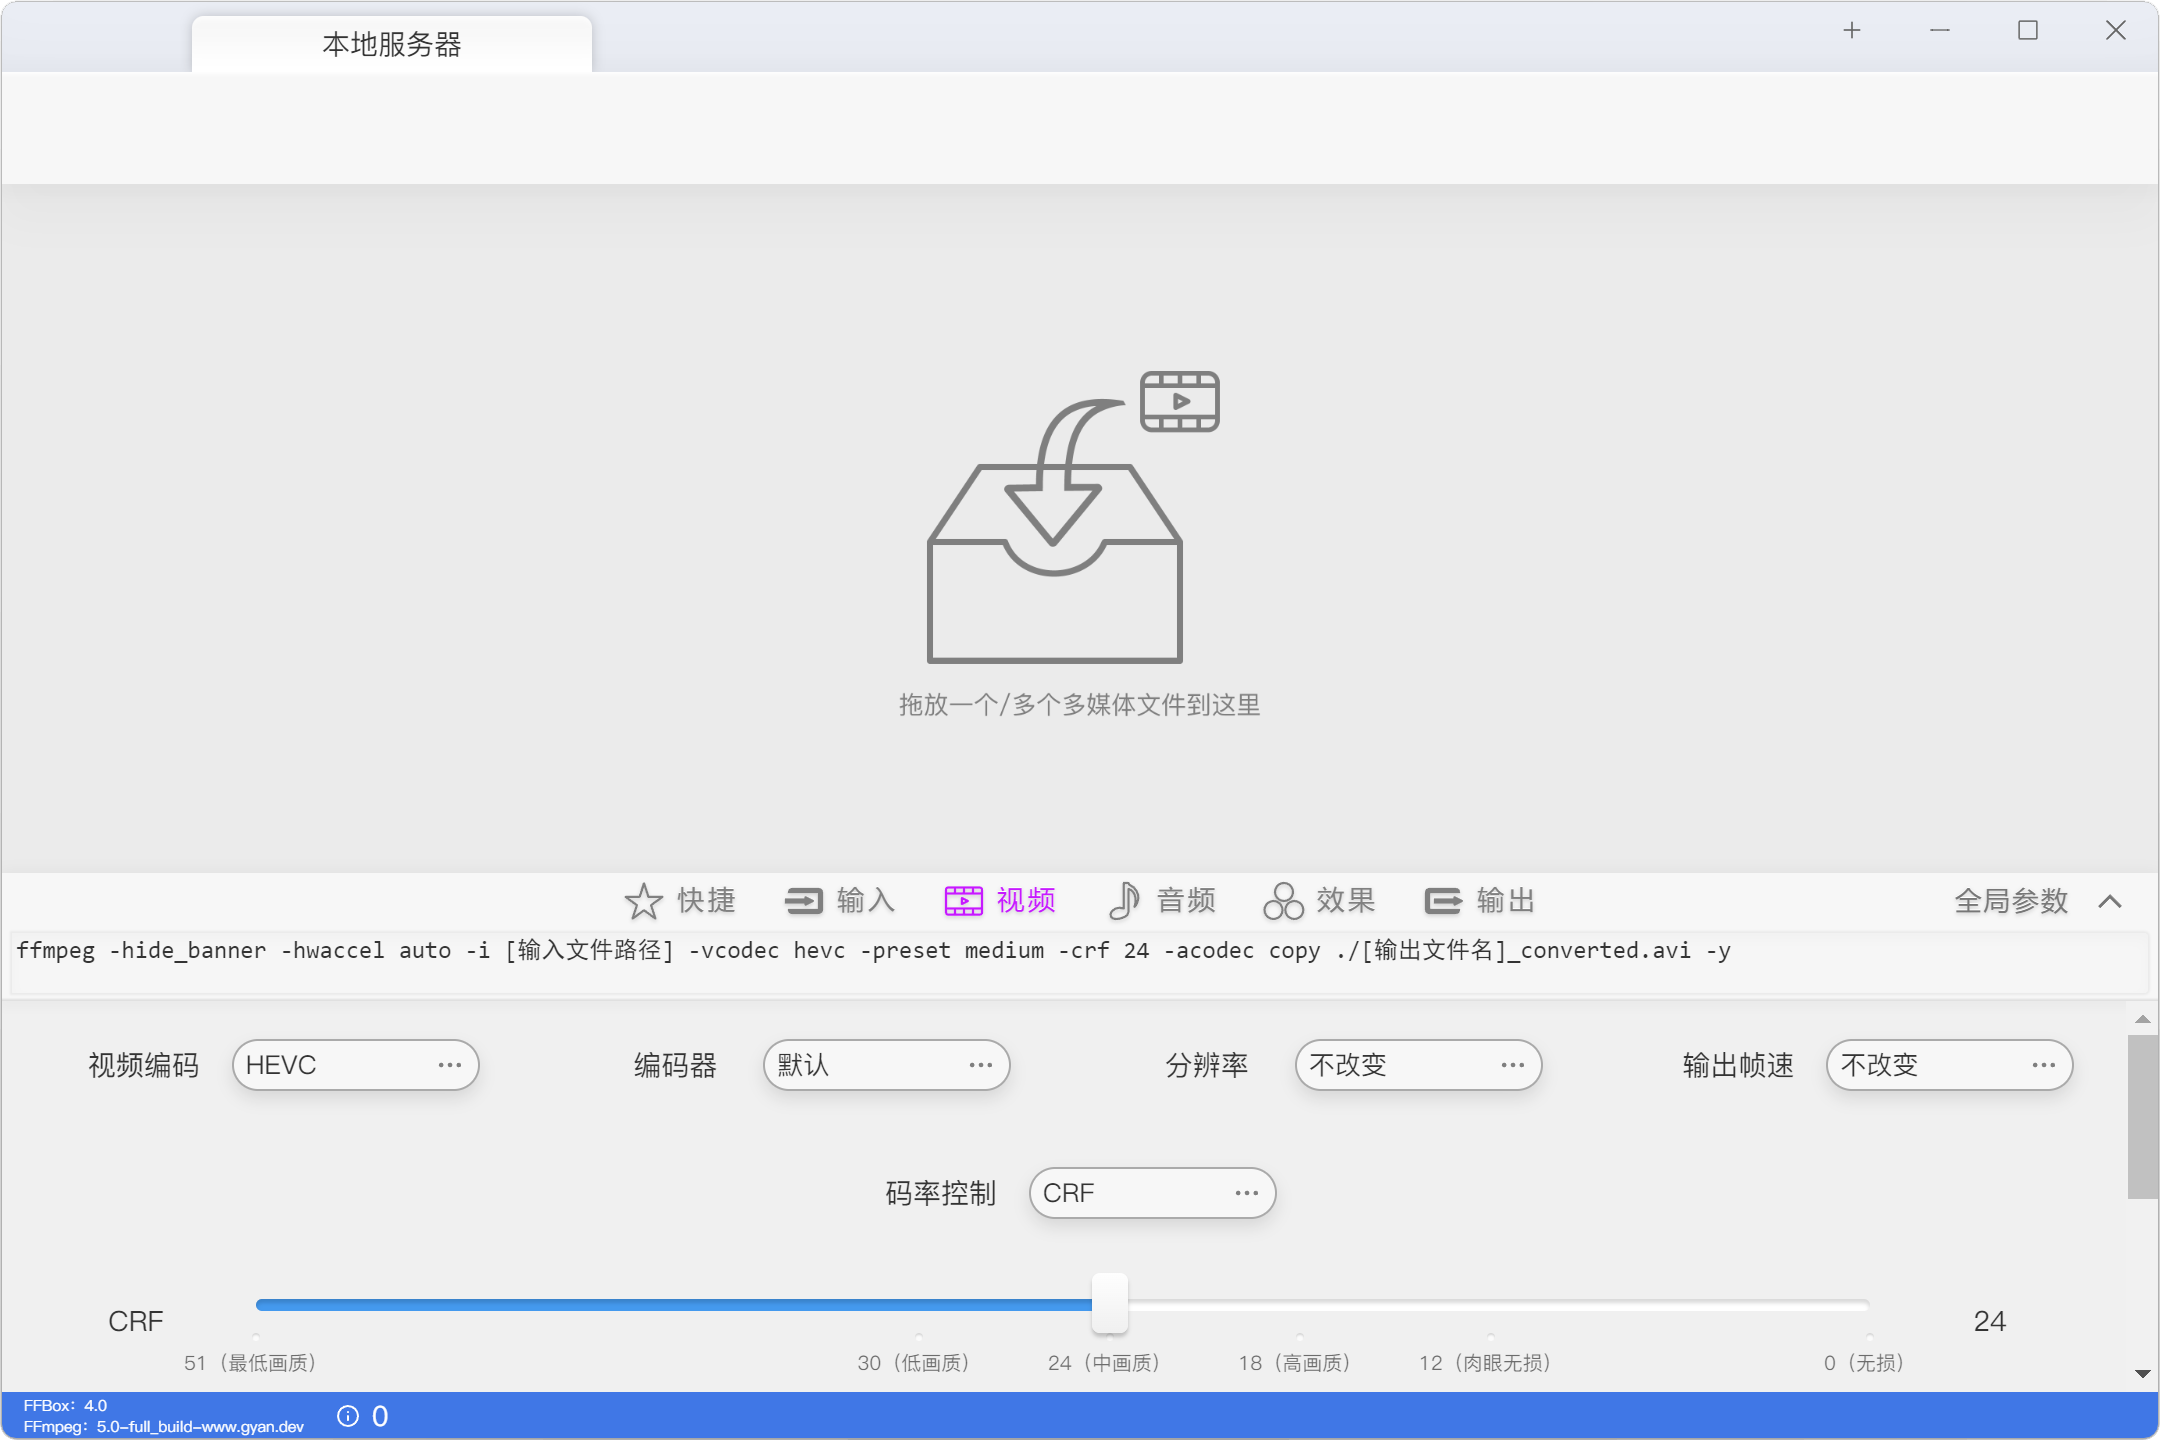 本地服务器
拖放一个/多个多媒体文件到这里
快捷 输入 视频 音频 效果 输出 全局参数
ffmpeg -hide_banner -hwaccel auto -i [输入文件路径] -vcodec hevc -preset medium -crf 24 -acodec copy ./[输出文件名]_converted.avi -y
视频编码 HEVC 编码器 默认 分辨率 不改变 输出帧速 不改变
码率控制 CRF
CRF 24
51（最低画质） 30（低画质） 24（中画质） 18（高画质） 12（肉眼无损） 0（无损）
FFBox：4.0
FFmpeg：5.0-full_build-www.gyan.dev
0